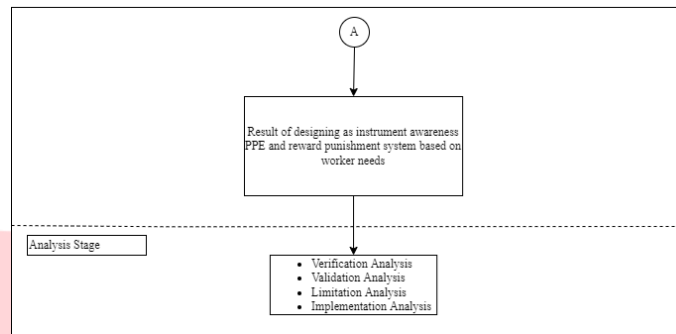 A
Result of designing as instrument awareness
PPE and reward punishment system based on
worker needs
Analysis Stage
• Verification Analysis
• Validation Analysis
• Limitation Analysis
• Implementation Analysis